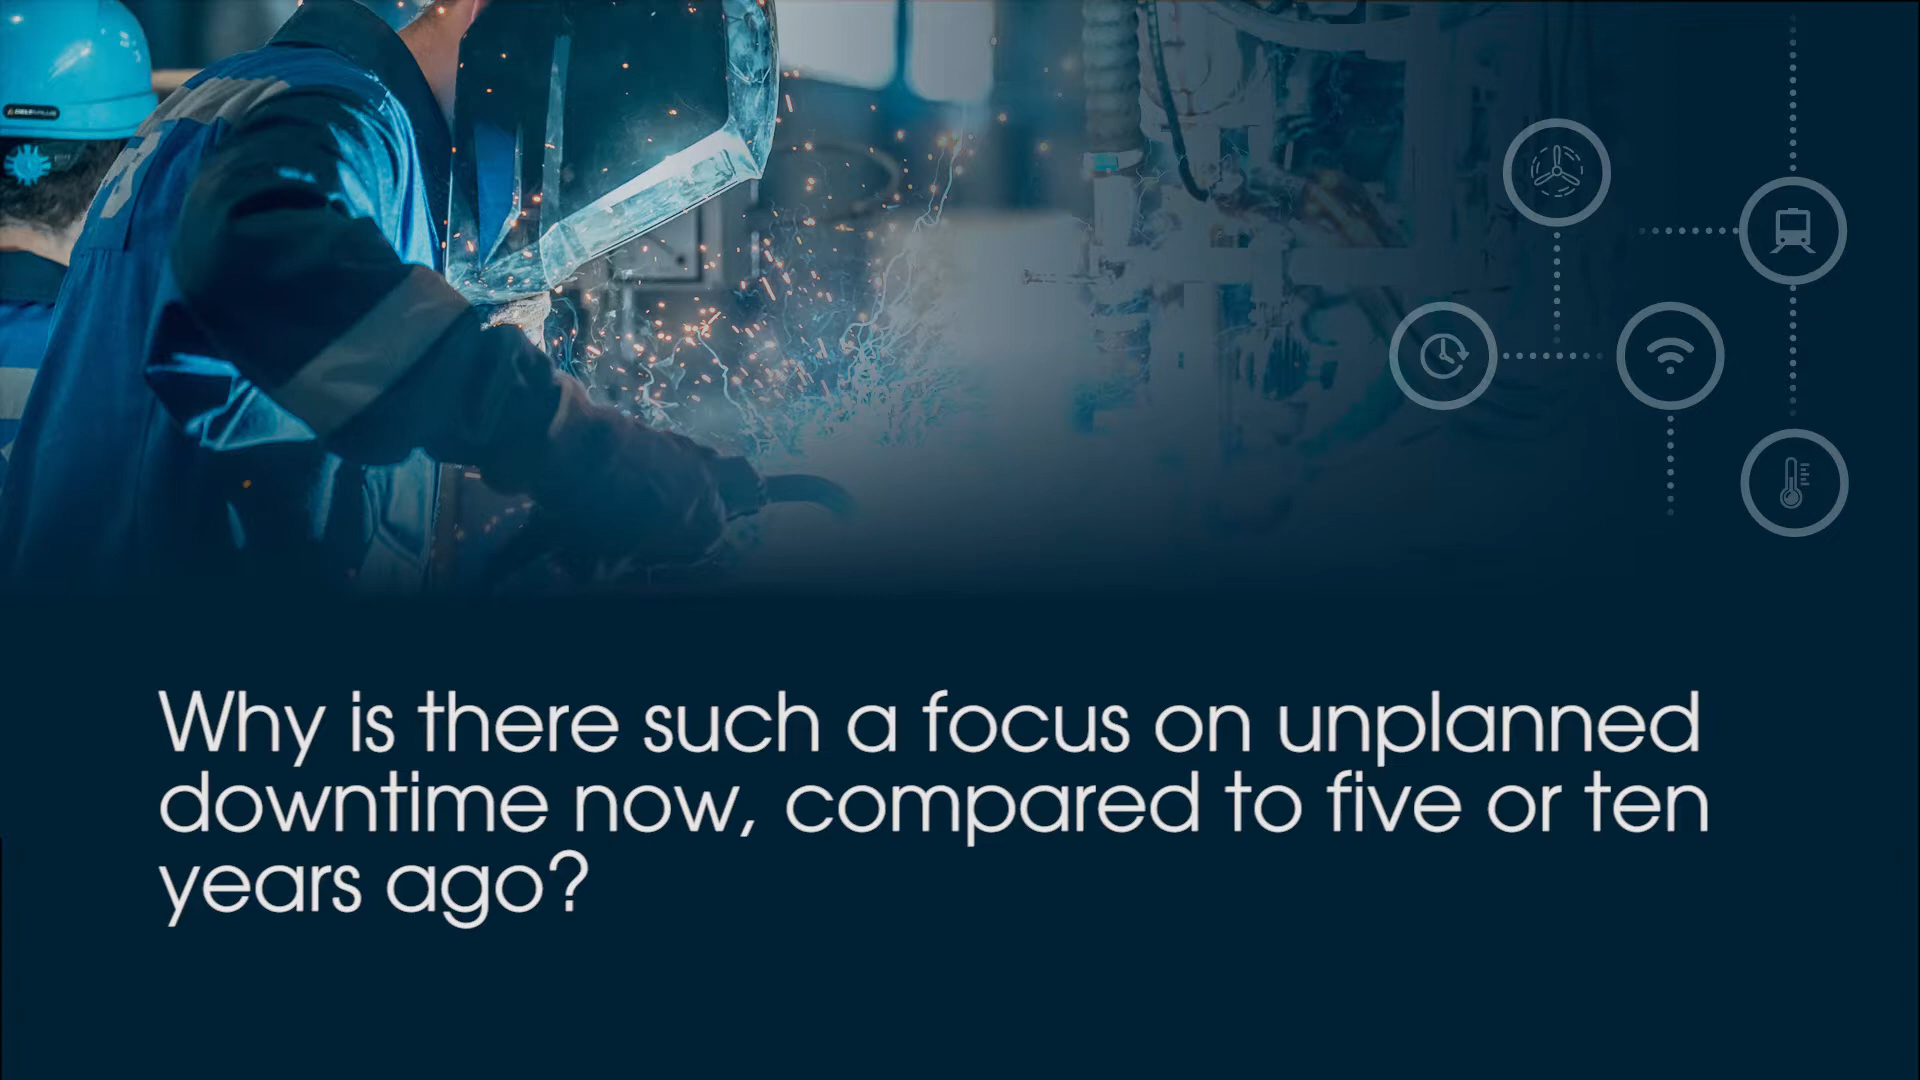 Why is there such a focus on unplanned
downtime now, compared to five or ten
years ago?